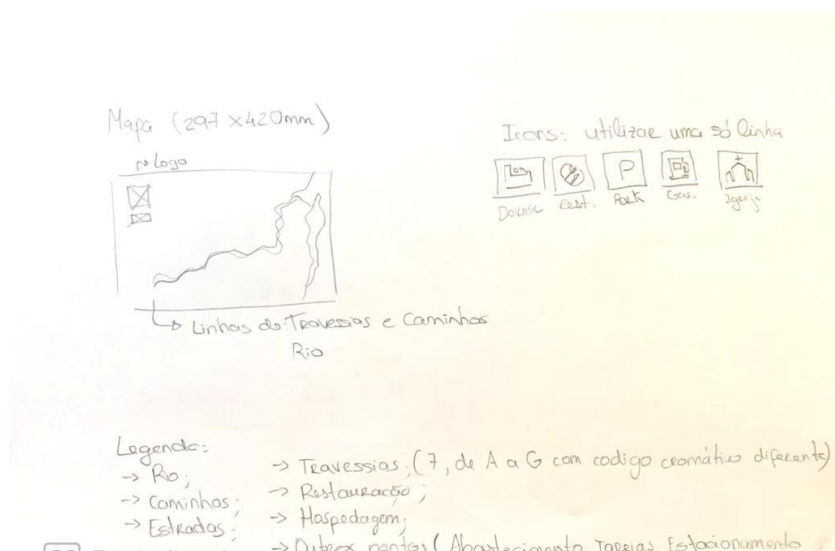 Mapa (297 x 420mm)
Logo
Linhas de: Travessias e Caminhos
Rio
Icons: utilizar uma só linha
P
Dormir Rest. Park Gas. Igreja
Legenda:
-> Rio;
-> Caminhos;
-> Estradas;
-> Travessias; (7, de A a G com codigo cromático diferente)
-> Restauração;
-> Hospedagem;
-> Outros pontos ( Abastecimento, Igrejas, Estacionamento